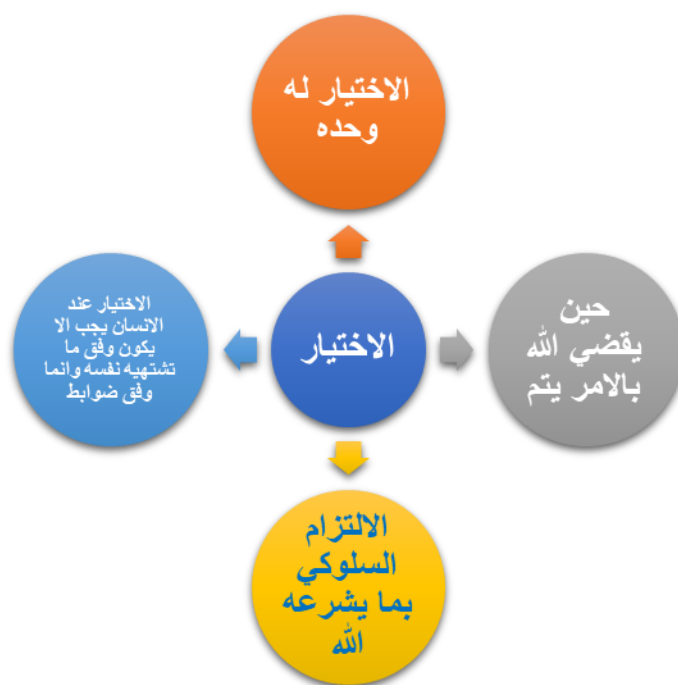 الاختيار له
وحده
حين
يقضي الله
بالامر يتم
الاختيار
الاختيار عند
الانسان يجب الا
يكون وفق ما
تشتهيه نفسه وانما
وفق ضوابط
الالتزام
السلوكي
بما يشرعه
الله